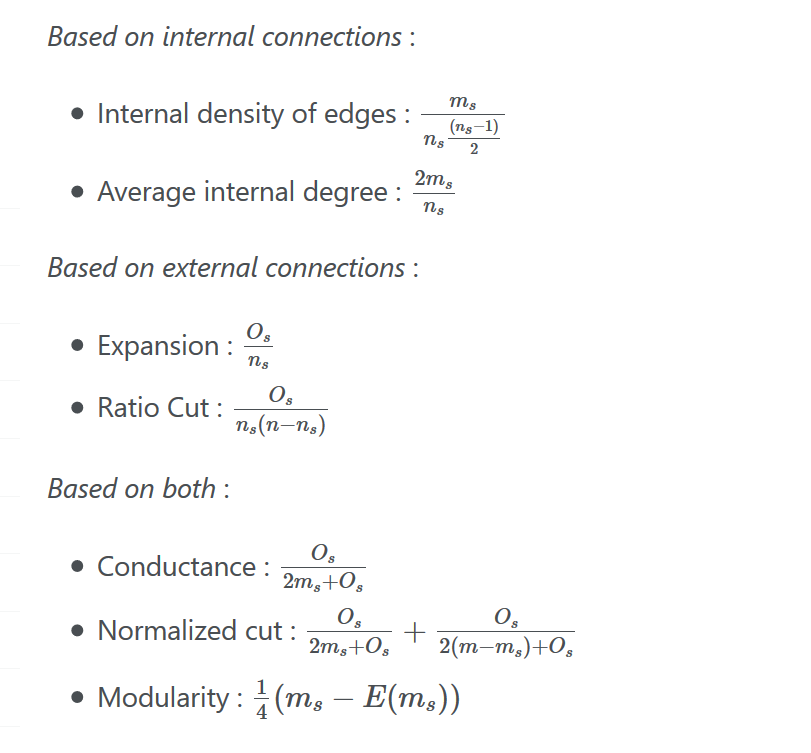 Based on internal connections :
• Internal density of edges : $\frac{m_s}{n_s \frac{(n_s-1)}{2}}$
• Average internal degree : $\frac{2m_s}{n_s}$
Based on external connections :
• Expansion : $\frac{O_s}{n_s}$
• Ratio Cut : $\frac{O_s}{n_s(n-n_s)}$
Based on both :
• Conductance : $\frac{O_s}{2m_s+O_s}$
• Normalized cut : $\frac{O_s}{2m_s+O_s} + \frac{O_s}{2(m-m_s)+O_s}$
• Modularity : $\frac{1}{4}(m_s - E(m_s))$